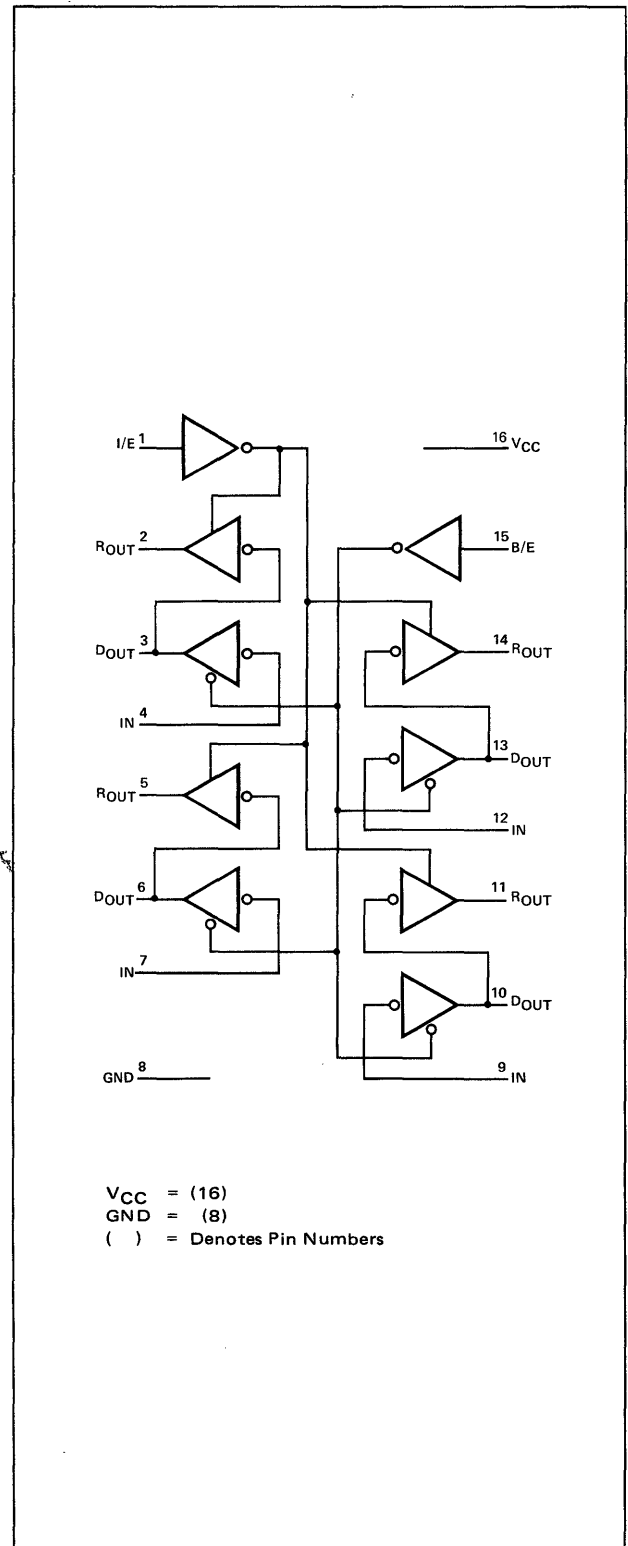 I/E 1
16 VCC
ROUT 2
15 B/E
DOUT 3
14 ROUT
IN 4
13 DOUT
ROUT 5
12 IN
DOUT 6
11 ROUT
IN 7
10 DOUT
GND 8
9 IN
VCC = (16)
GND = (8)
( ) = Denotes Pin Numbers